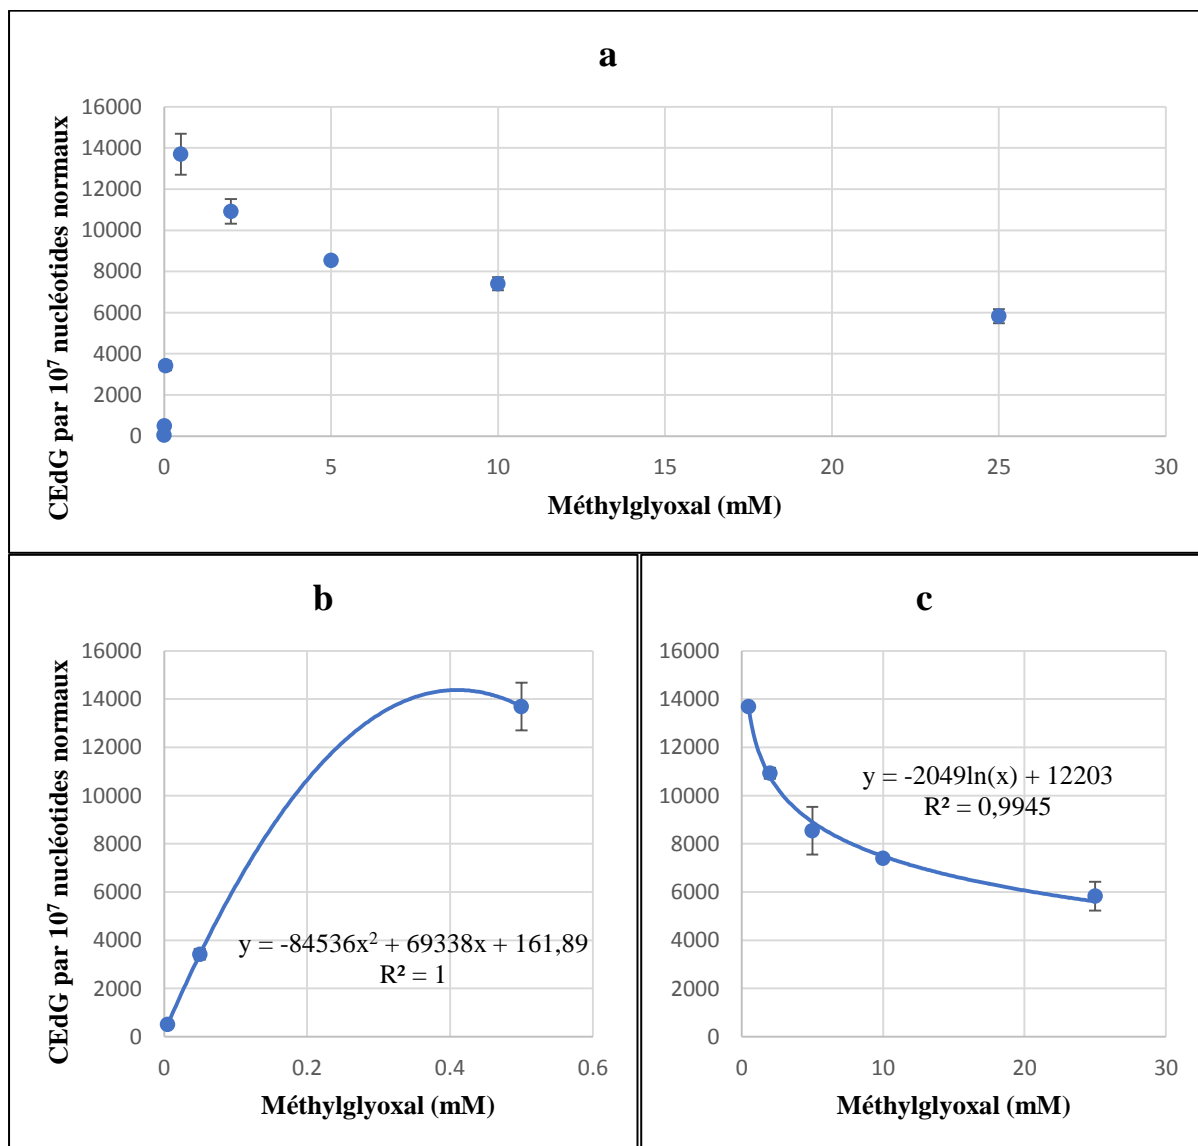 a
CEdG par 10⁷ nucléotides normaux
16000
14000
12000
10000
8000
6000
4000
2000
0
0 5 10 15 20 25 30
Méthylglyoxal (mM)
b
CEdG par 10⁷ nucléotides normaux
16000
14000
12000
10000
8000
6000
4000
2000
0
y = -84536x² + 69338x + 161,89
R² = 1
0 0.2 0.4 0.6
Méthylglyoxal (mM)
c
16000
14000
12000
10000
8000
6000
4000
2000
0
y = -2049ln(x) + 12203
R² = 0,9945
0 10 20 30
Méthylglyoxal (mM)